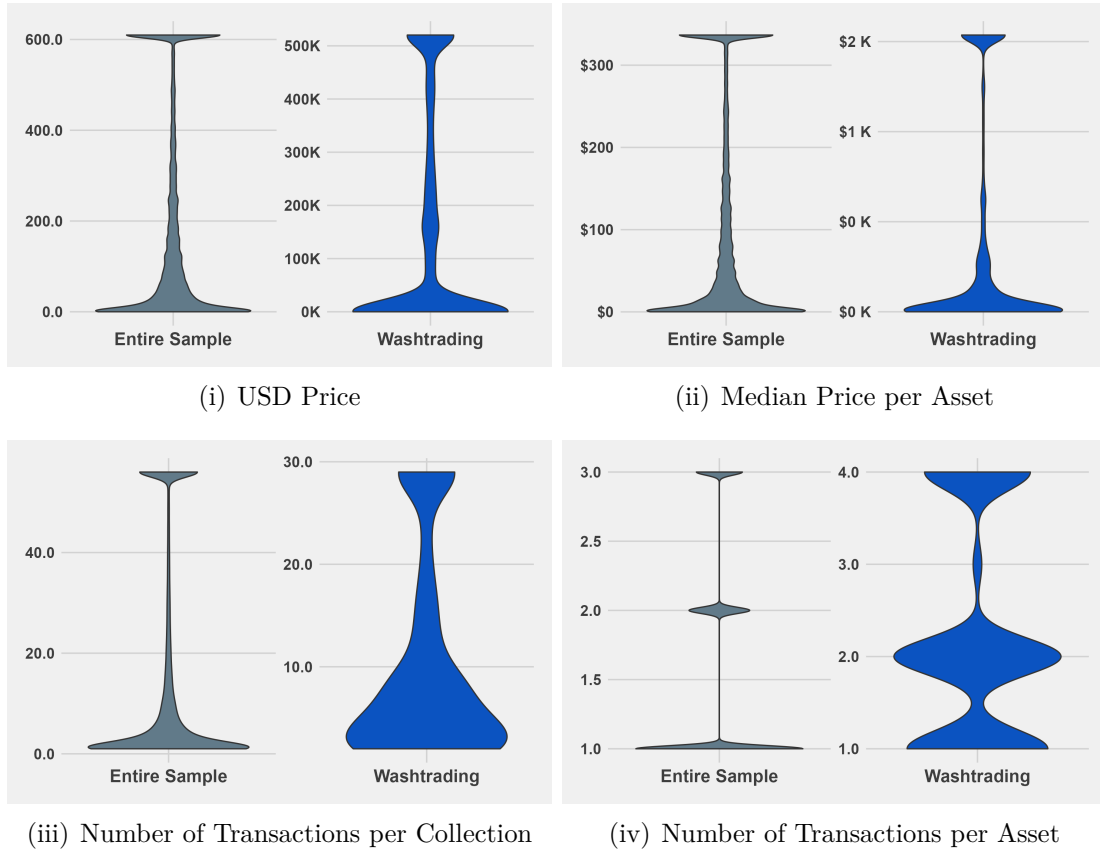 600.0
400.0
200.0
0.0
Entire Sample
500K
400K
300K
200K
100K
0K
Washtrading
(i) USD Price
$300
$200
$100
$0
Entire Sample
$2 K
$1 K
$0 K
$0 K
Washtrading
(ii) Median Price per Asset
40.0
20.0
0.0
Entire Sample
30.0
20.0
10.0
Washtrading
(iii) Number of Transactions per Collection
3.0
2.5
2.0
1.5
1.0
Entire Sample
4.0
3.0
2.0
1.0
Washtrading
(iv) Number of Transactions per Asset